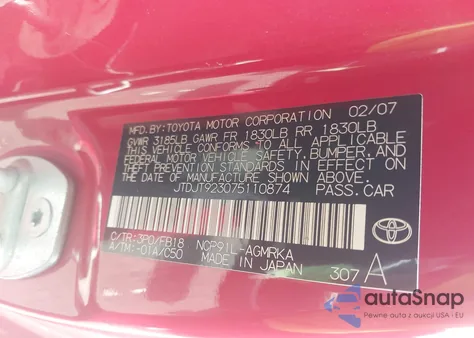 MFD.BY:TOYOTA MOTOR CORPORATION 02/07
GVWR 3185LB GAWR FR 1830LB RR 1830LB
THIS VEHICLE CONFORMS TO ALL APPLICABLE
FEDERAL MOTOR VEHICLE SAFETY,BUMPER,AND
THEFT PREVENTION STANDARDS IN EFFECT ON
THE DATE OF MANUFACTURE SHOWN ABOVE.
JTDJT923075110874 PASS.CAR
C/TR:3P0/FB18 NCP91L-AGMRKA
A/TM:-01A/C50 MADE IN JAPAN 307 A
TOYOTA
autoSnap
Pewne auta z aukcji USA - EU